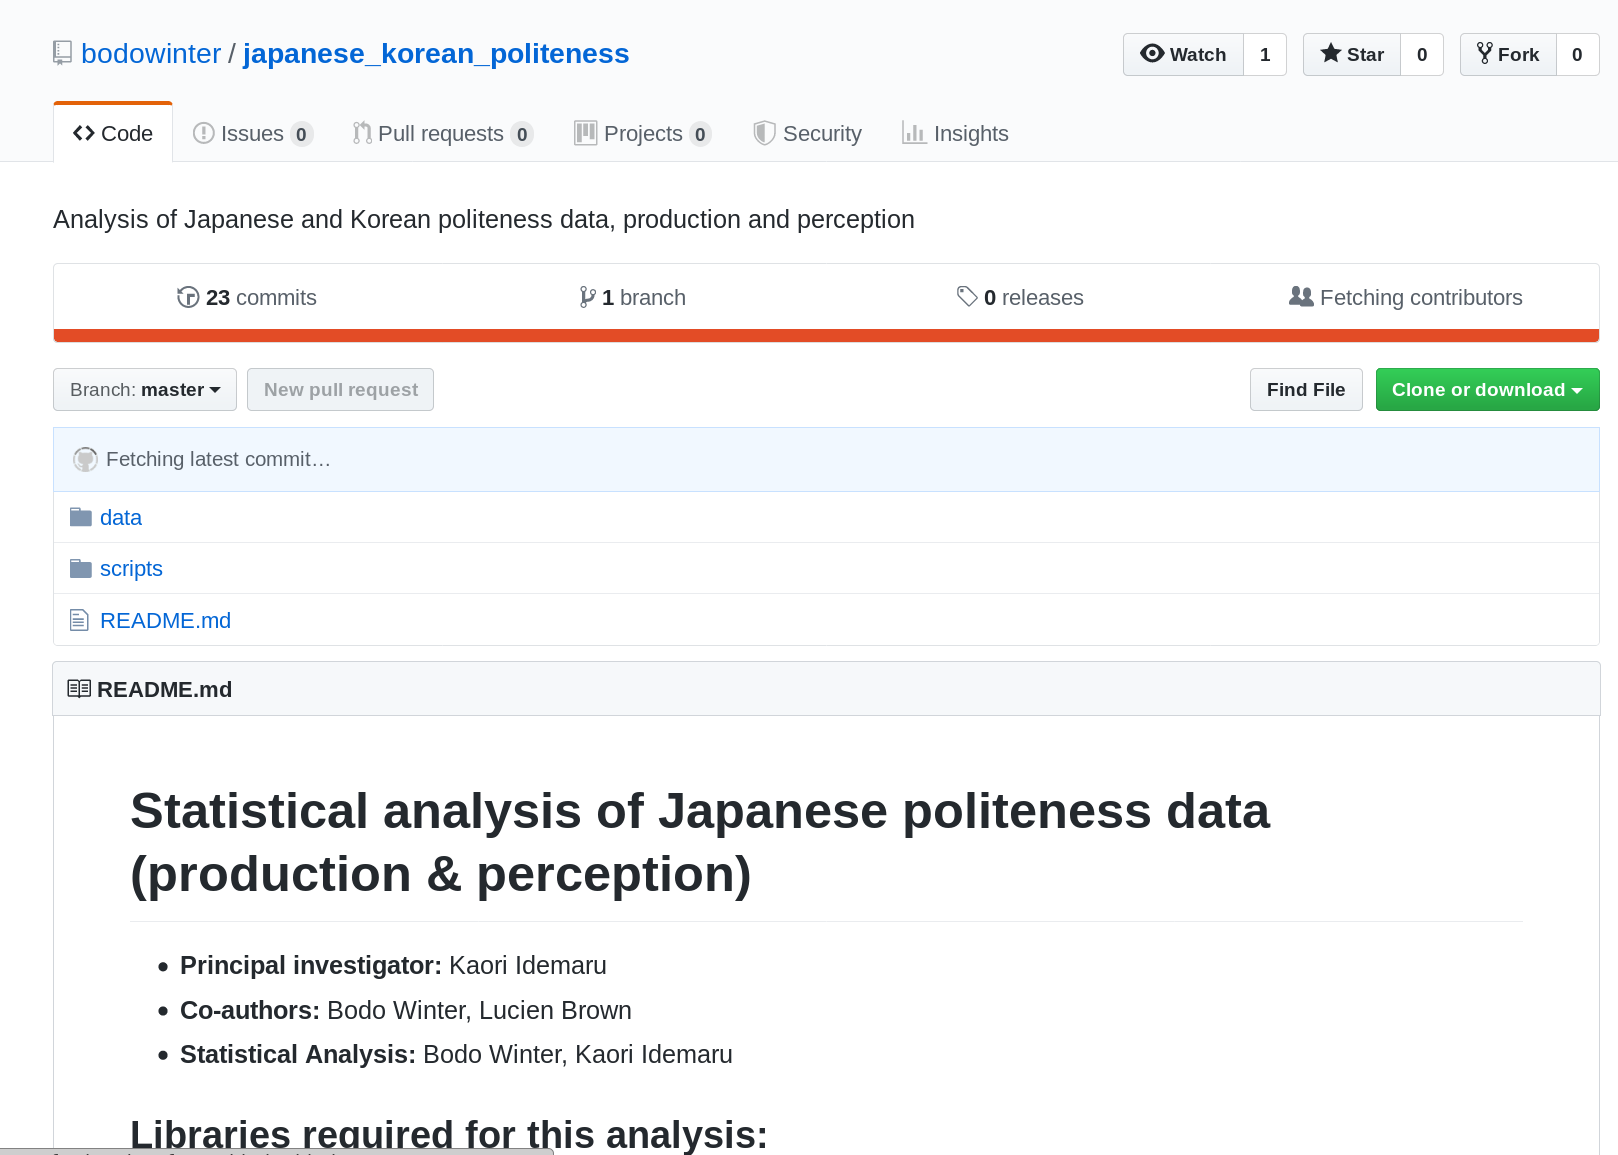 bodowinter / japanese_korean_politeness
Watch 1 Star 0 Fork 0
Code Issues 0 Pull requests 0 Projects 0 Security Insights
Analysis of Japanese and Korean politeness data, production and perception
23 commits 1 branch 0 releases Fetching contributors
Branch: master New pull request Find File Clone or download
Fetching latest commit…
data
scripts
README.md
README.md
Statistical analysis of Japanese politeness data
(production & perception)
Principal investigator: Kaori Idemaru
Co-authors: Bodo Winter, Lucien Brown
Statistical Analysis: Bodo Winter, Kaori Idemaru
Libraries required for this analysis: